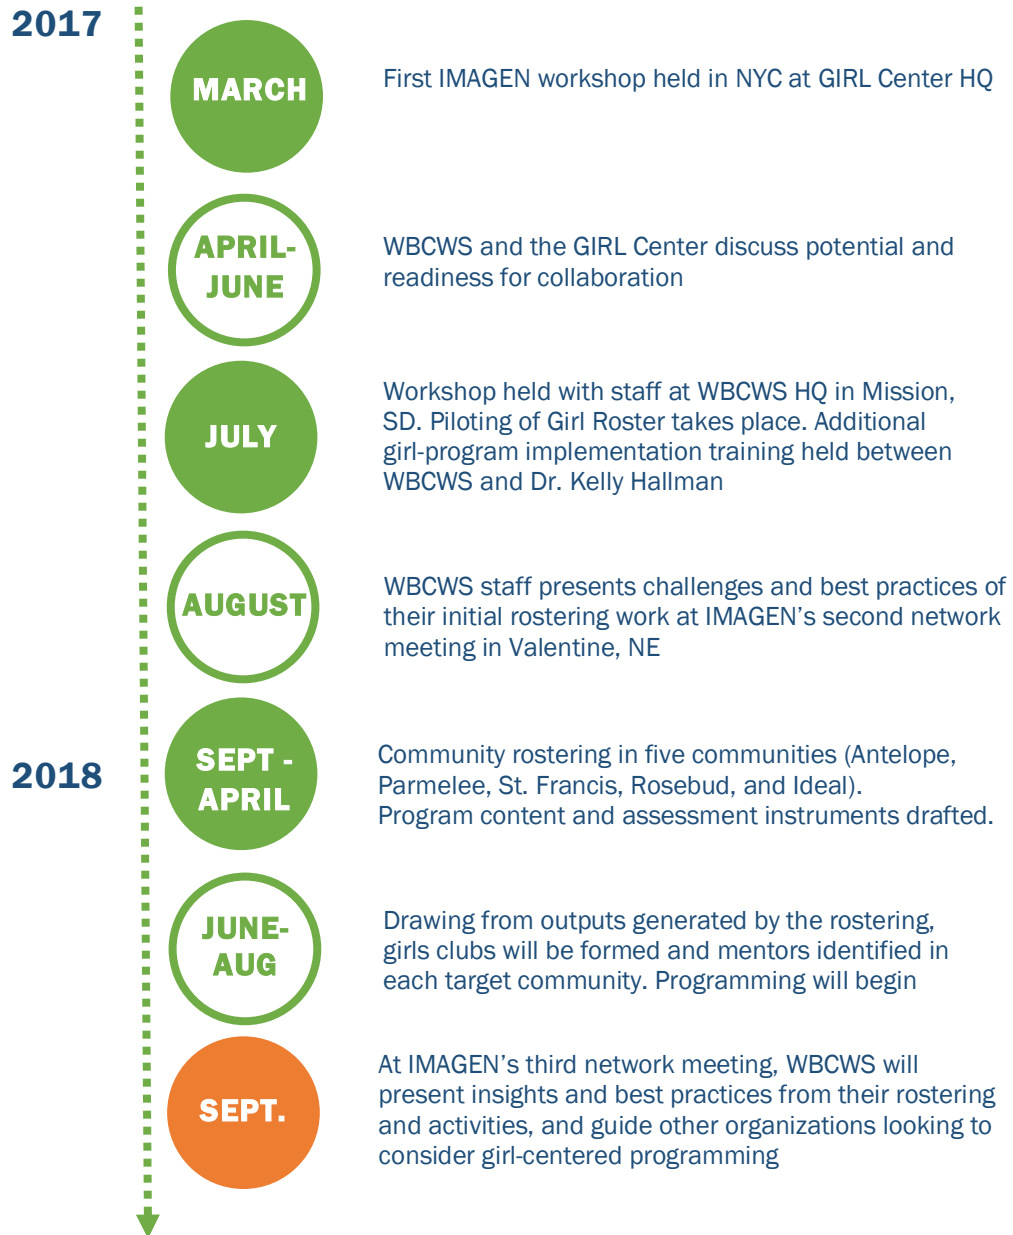 2017
MARCH
First IMAGEN workshop held in NYC at GIRL Center HQ
APRIL-
JUNE
WBCWS and the GIRL Center discuss potential and
readiness for collaboration
JULY
Workshop held with staff at WBCWS HQ in Mission,
SD. Piloting of Girl Roster takes place. Additional
girl-program implementation training held between
WBCWS and Dr. Kelly Hallman
AUGUST
WBCWS staff presents challenges and best practices of
their initial rostering work at IMAGEN’s second network
meeting in Valentine, NE
2018
SEPT -
APRIL
Community rostering in five communities (Antelope,
Parmelee, St. Francis, Rosebud, and Ideal).
Program content and assessment instruments drafted.
JUNE-
AUG
Drawing from outputs generated by the rostering,
girls clubs will be formed and mentors identified in
each target community. Programming will begin
SEPT.
At IMAGEN’s third network meeting, WBCWS will
present insights and best practices from their rostering
and activities, and guide other organizations looking to
consider girl-centered programming